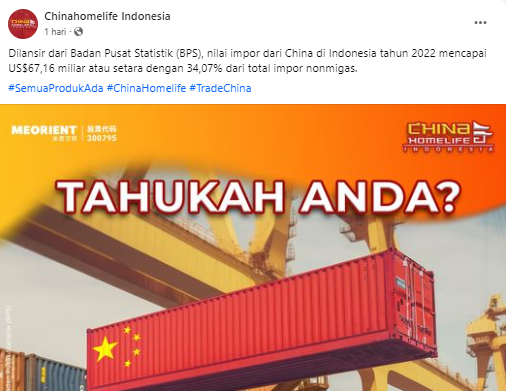 Chinahomelife Indonesia
1 hari ·
Dilansir dari Badan Pusat Statistik (BPS), nilai impor dari China di Indonesia tahun 2022 mencapai
US$67,16 miliar atau setara dengan 34,07% dari total impor nonmigas.
#SemuaProdukAda #ChinaHomelife #TradeChina
MEORIENT
米奥兰特
股票代码
300795
CHINA
HOMELIFE
INDONESIA
TAHUKAH ANDA?